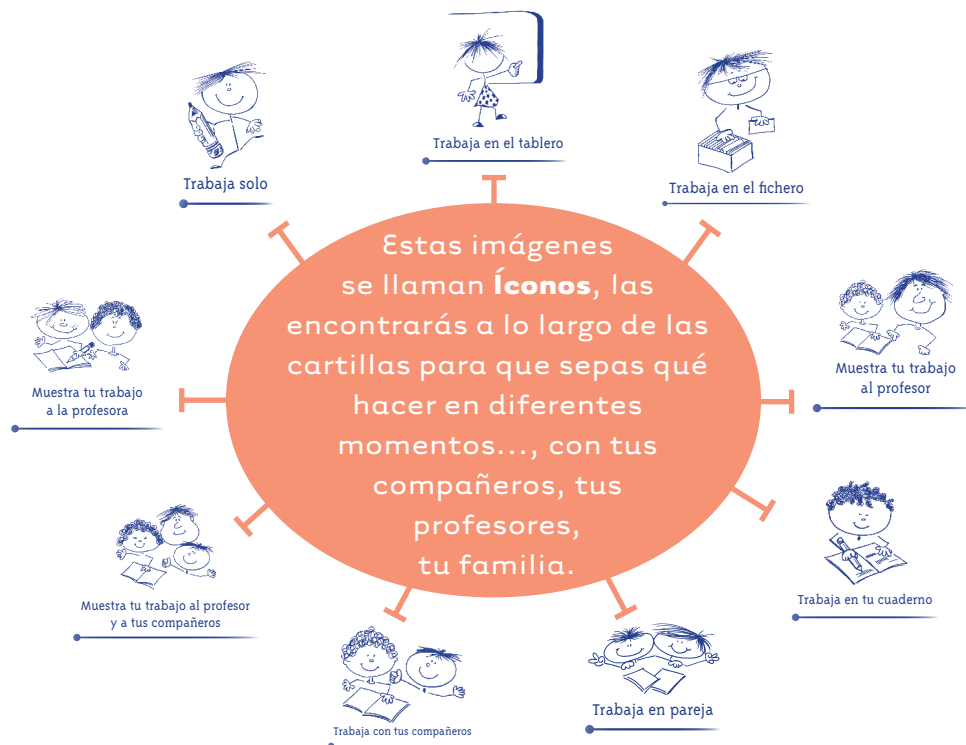 Trabaja en el tablero
Trabaja solo
Trabaja en el fichero
Estas imágenes
se llaman Íconos, las
encontrarás a lo largo de las
cartillas para que sepas qué
hacer en diferentes
momentos..., con tus
compañeros, tus
profesores,
tu familia.
Muestra tu trabajo
a la profesora
Muestra tu trabajo
al profesor
Muestra tu trabajo al profesor
y a tus compañeros
Trabaja en tu cuaderno
Trabaja con tus compañeros
Trabaja en pareja